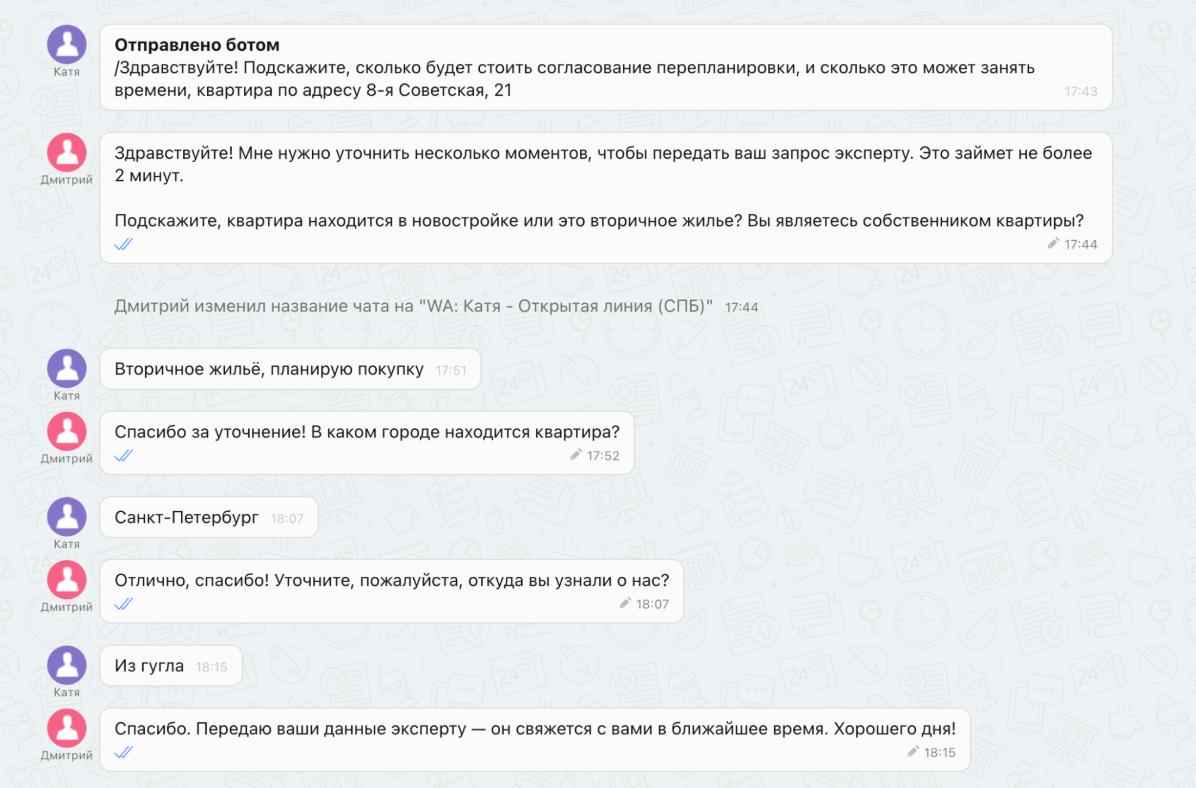 Отправлено ботом
/Здравствуйте! Подскажите, сколько будет стоить согласование перепланировки, и сколько это может занять
времени, квартира по адресу 8-я Советская, 21
17:43
Катя
Здравствуйте! Мне нужно уточнить несколько моментов, чтобы передать ваш запрос эксперту. Это займет не более
2 минут.
Дмитрий
Подскажите, квартира находится в новостройке или это вторичное жилье? Вы являетесь собственником квартиры?
17:44
Дмитрий изменил название чата на "WA: Катя - Открытая линия (СПБ)" 17:44
Вторичное жильё, планирую покупку 17:51
Катя
Спасибо за уточнение! В каком городе находится квартира?
Дмитрий
17:52
Санкт-Петербург 18:07
Катя
Отлично, спасибо! Уточните, пожалуйста, откуда вы узнали о нас?
Дмитрий
18:07
Из гугла 18:15
Катя
Спасибо. Передаю ваши данные эксперту — он свяжется с вами в ближайшее время. Хорошего дня!
Дмитрий
18:15